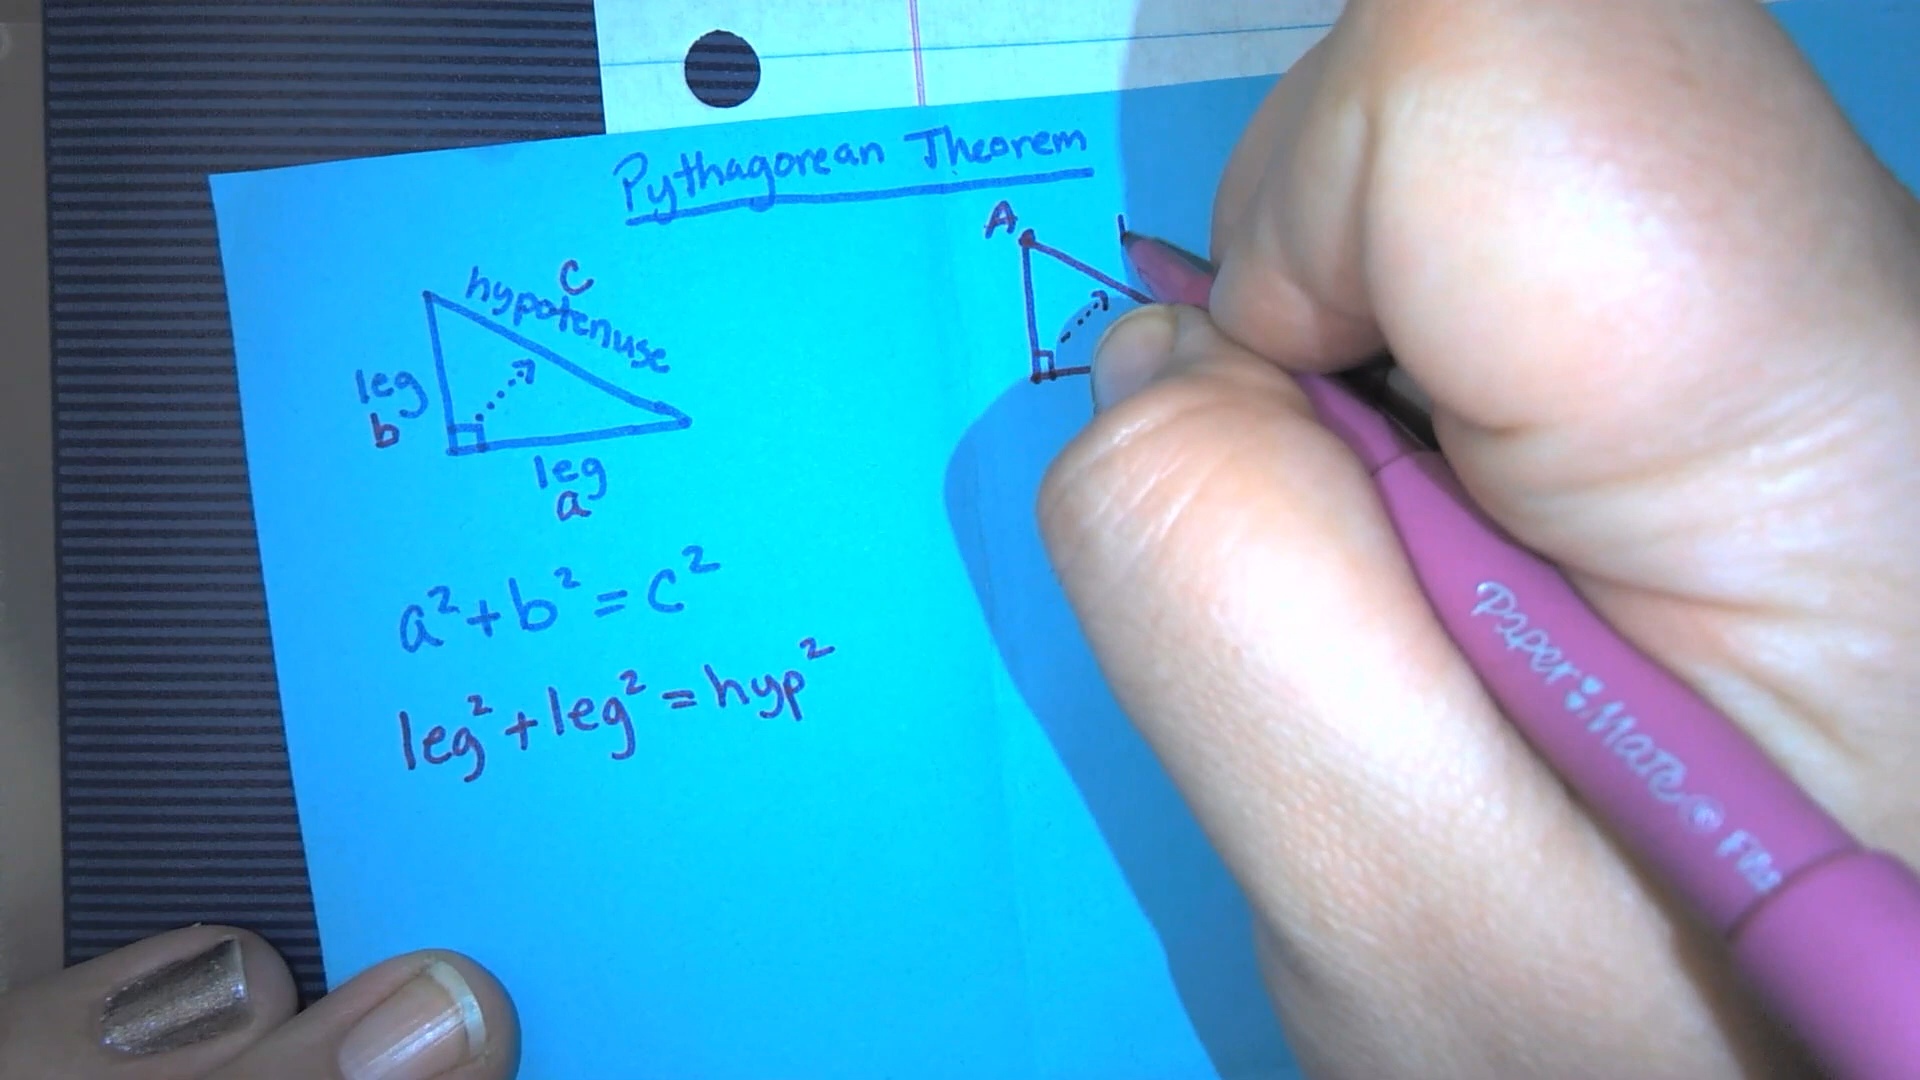 Pythagorean Theorem
A
c
hypotenuse
leg
b
leg
a
a²+b²=c²
leg²+leg²=hyp²
Paper Mate®